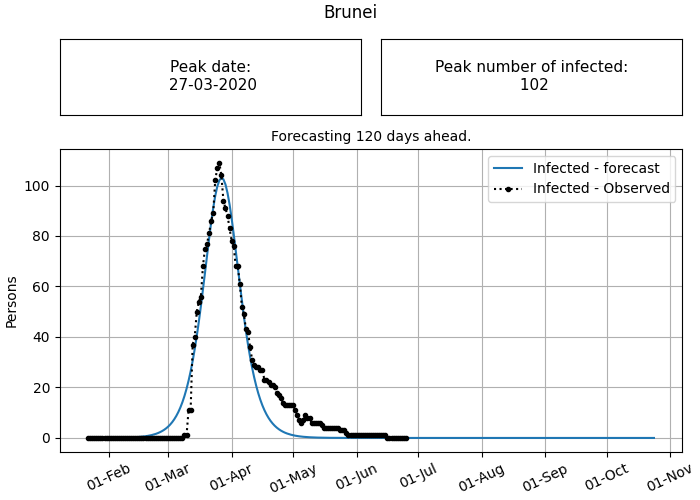 Brunei
Peak date:
27-03-2020
Peak number of infected:
102
Forecasting 120 days ahead.
Infected - forecast
Infected - Observed
Persons
100
80
60
40
20
0
01-Feb
01-Mar
01-Apr
01-May
01-Jun
01-Jul
01-Aug
01-Sep
01-Oct
01-Nov